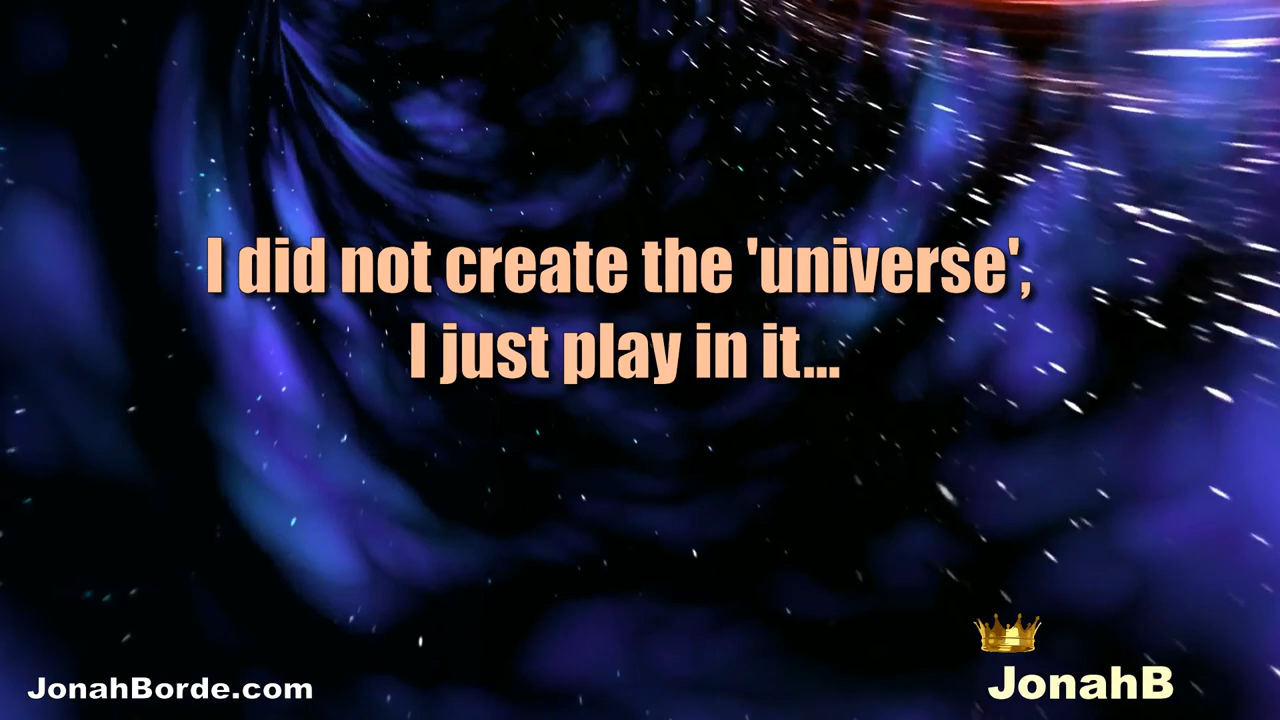 I did not create the 'universe',
I just play in it...
JonahBorde.com
JonahB